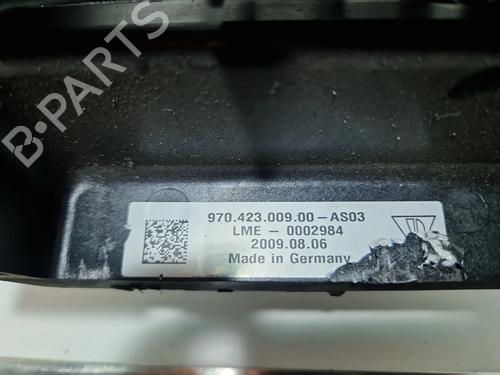 B-PARTS
970.423.009.00-AS03
LME - 0002984
2009.08.06
Made in Germany